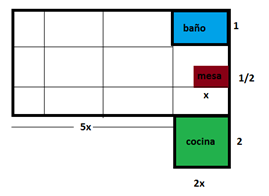 baño 1
mesa 1/2
x
5x
cocina 2
2x